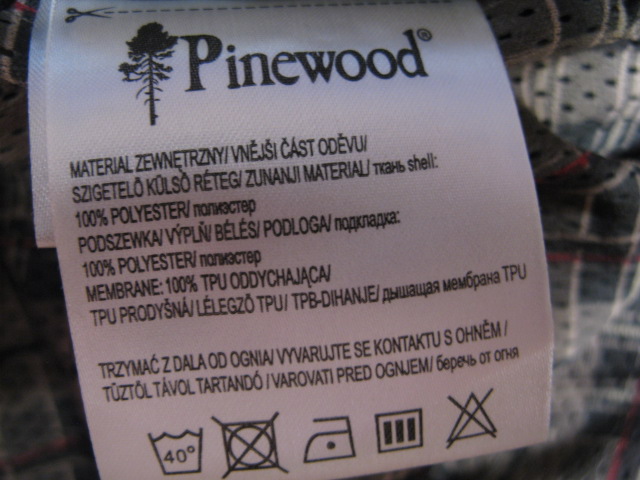 Pinewood®
MATERIAL ZEWNĘTRZNY/ VNĚJŠI ČÁST ODĚVU/
SZIGETELŐ KÜLSŐ RÉTEG/ ZUNANJI MATERIAL/ ткань shell:
100% POLYESTER/ полиэстер
PODSZEWKA/ VÝPLŇ/ BÉLÉS/ PODLOGA/ подкладка:
100% POLYESTER/ полиэстер
MEMBRANE: 100% TPU ODDYCHAJĄCA/
TPU PRODYŠNÁ/ LÉLEGZŐ TPU/ TPB-DIHANJE/ дышащая мембрана TPU
TRZYMAĆ Z DALA OD OGNIA/ VYVARUJTE SE KONTAKTU S OHNĚM /
TŰZTŐL TÁVOL TARTANDÓ / VAROVATI PRED OGNJEM/ беречь от огня
40°